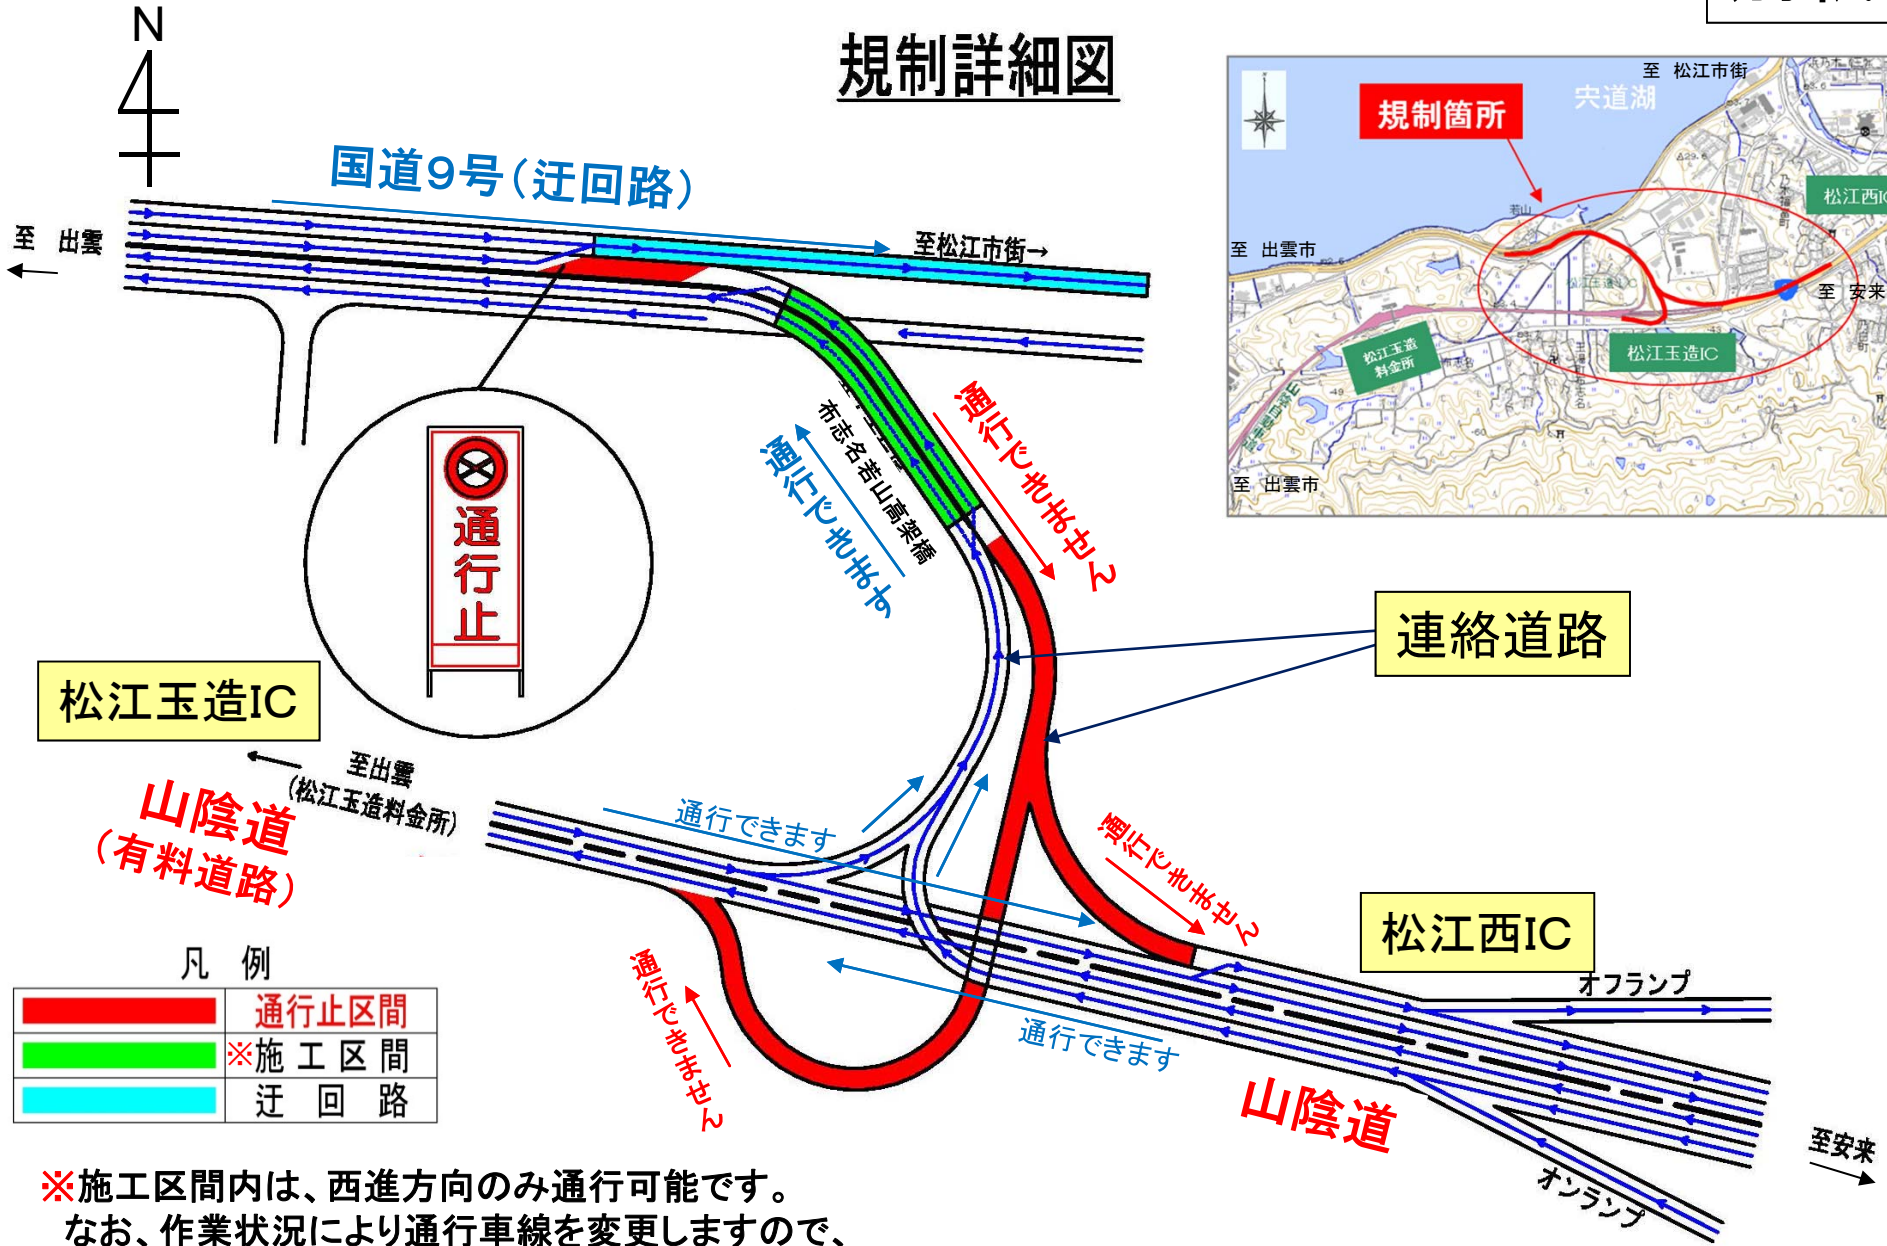 N
規制詳細図
国道9号(迂回路)
至 出雲
至松江市街→
通行止
布志名若山高架橋
通行できます
通行できません
連絡道路
松江玉造IC
至出雲
(松江玉造料金所)
山陰道
(有料道路)
通行できます
通行できません
松江西IC
通行できません
通行できます
オフランプ
山陰道
至安来
オンランプ
凡 例
通行止区間
※施工区間
迂 回 路
※施工区間内は、西進方向のみ通行可能です。
なお、作業状況により通行車線を変更しますので、
至 松江市街
宍道湖
規制箇所
松江西IC
若山
至 出雲市
至 安来
松江玉造IC
松江玉造
料金所
松江玉造IC
布志名
至 出雲市